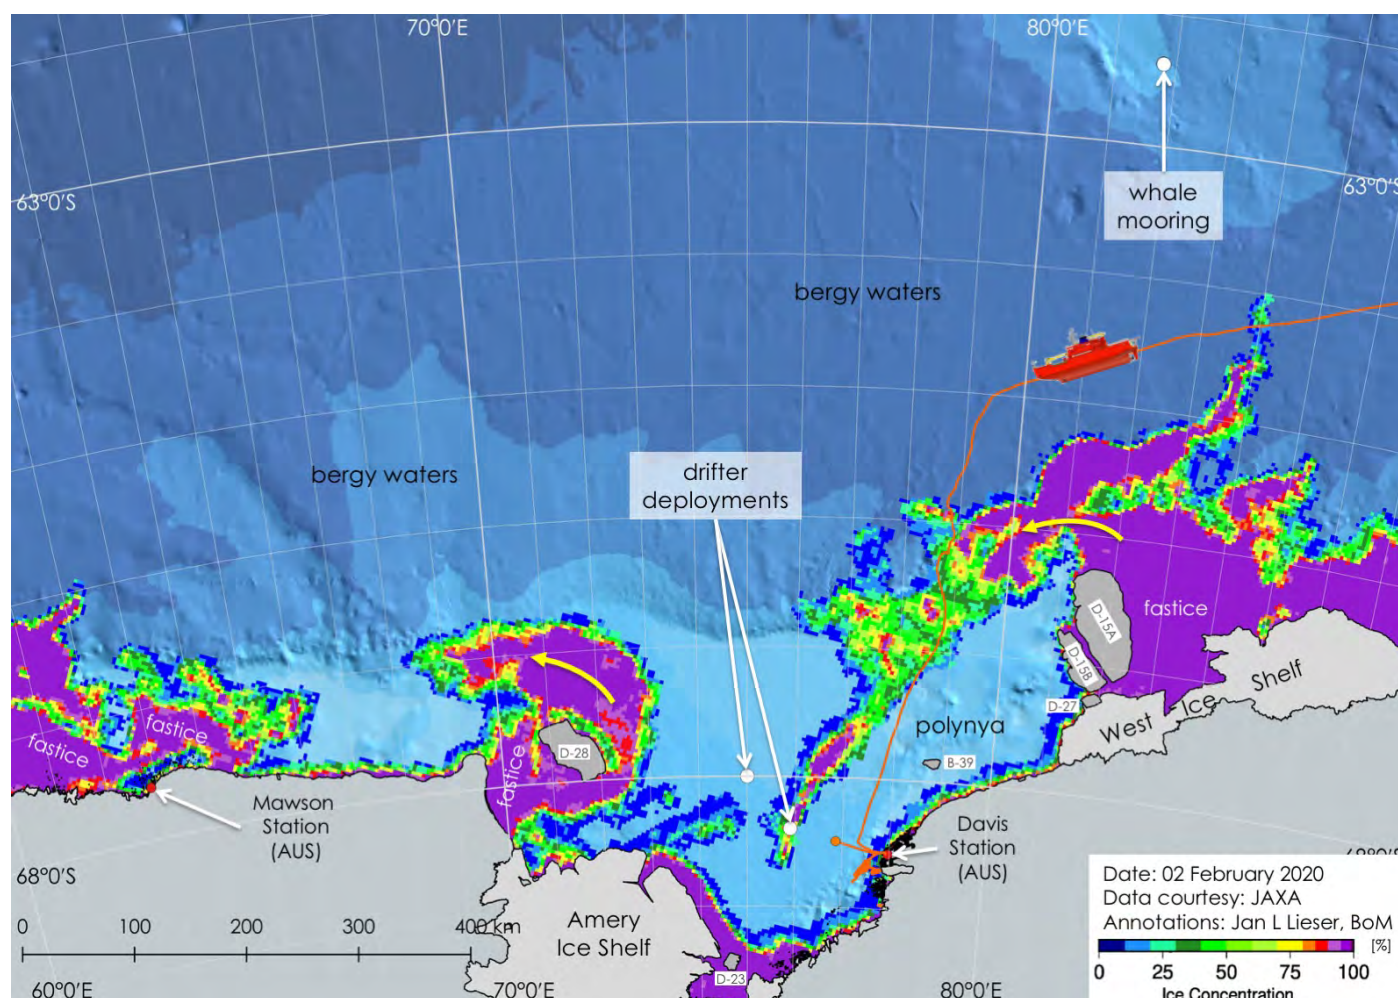 70°0'E
80°0'E
63°0'S
63°0'S
whale
mooring
bergy waters
bergy waters
drifter
deployments
D-15A
fastice
D-15B
D-27
West Ice Shelf
polynya
B-39
D-28
fastice
fastice
fastice
Mawson
Station
(AUS)
Davis
Station
(AUS)
68°0'S
68°0'S
Amery
Ice Shelf
D-23
0 100 200 300 400 km
60°0'E
70°0'E
80°0'E
Date: 02 February 2020
Data courtesy: JAXA
Annotations: Jan L Lieser, BoM
[%]
0 25 50 75 100
Ice Concentration